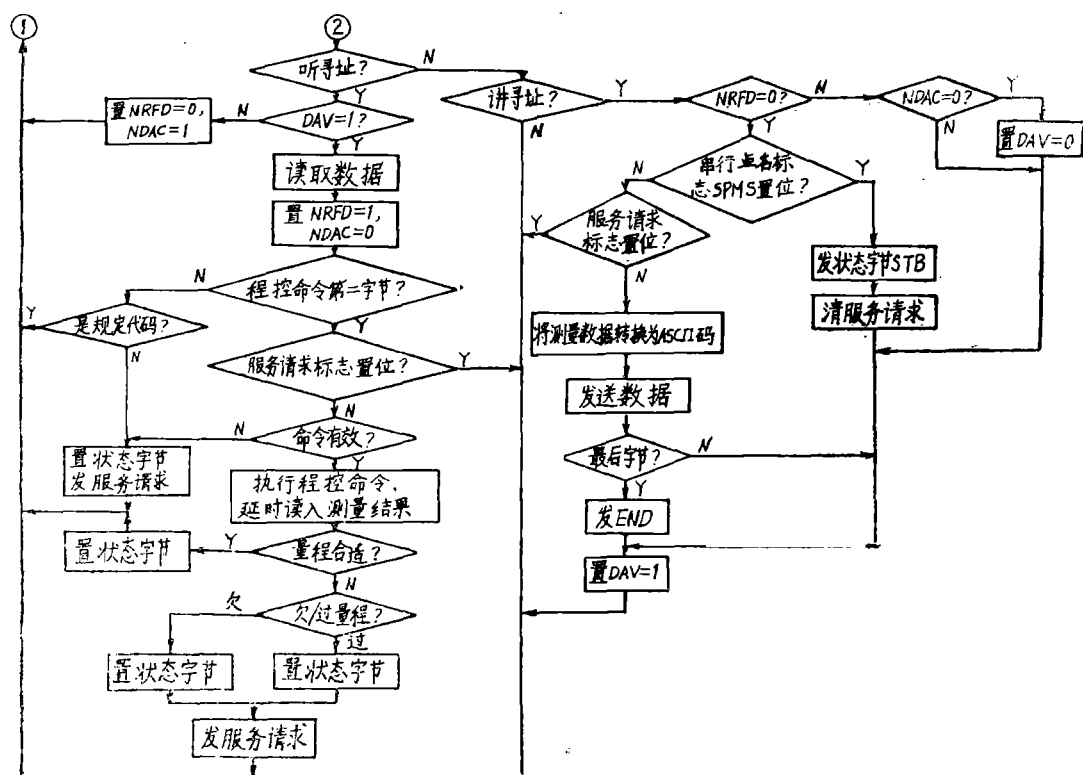 ①
②
听寻址?
N
Y
讲寻址?
Y
N
NRFD=0?
N
Y
NDAC=0?
Y
N
置DAV=0
置NRFD=0,
NDAC=1
N
DAV=1?
Y
读取数据
置NRFD=1,
NDAC=0
串行点名标
志SPMS置位?
N
Y
服务请求
标志置位?
Y
N
发状态字节STB
清服务请求
程控命令第二字节?
N
Y
是规定代码?
Y
N
服务请求标志置位?
Y
N
将测量数据转换为ASCII码
发送数据
命令有效?
N
Y
最后字节?
N
Y
置状态字节
发服务请求
执行程控命令,
延时读入测量结果
发END
置状态字节
Y
量程合适?
N
置DAV=1
欠
欠/过量程?
过
置状态字节
置状态字节
发服务请求